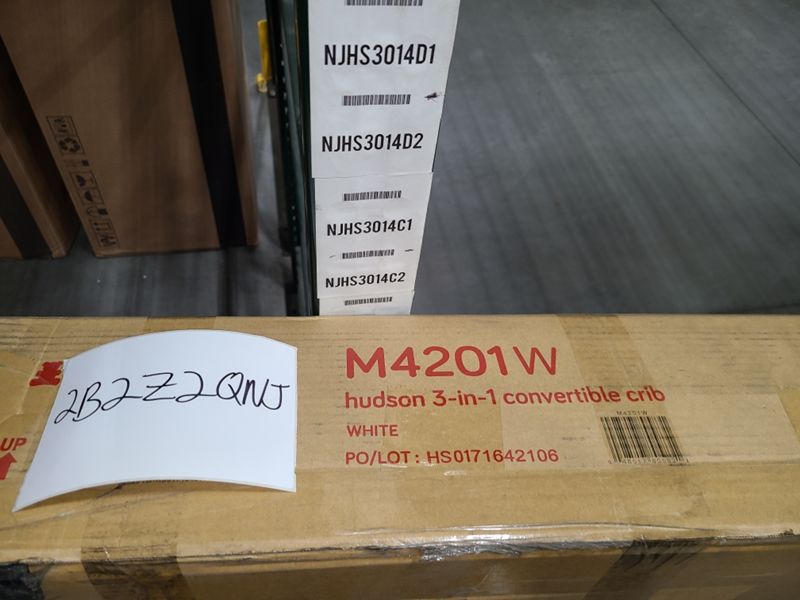 NJHS3014D1
NJHS3014D2
NJHS3014C1
NJHS3014C2
2B2Z2QNJ
UP
M4201W
hudson 3-in-1 convertible crib
WHITE
M4201W
PO/LOT : HS0171642106